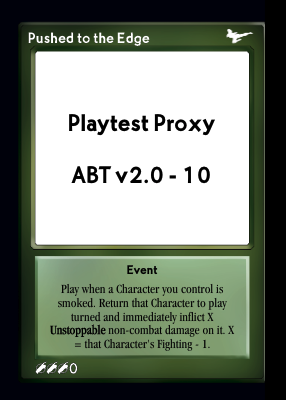 Pushed to the Edge
Playtest Proxy
ABT v2.0 - 10
Event
Play when a Character you control is
smoked. Return that Character to play
turned and immediately inflict X
Unstoppable non-combat damage on it. X
= that Character's Fighting - 1.
0